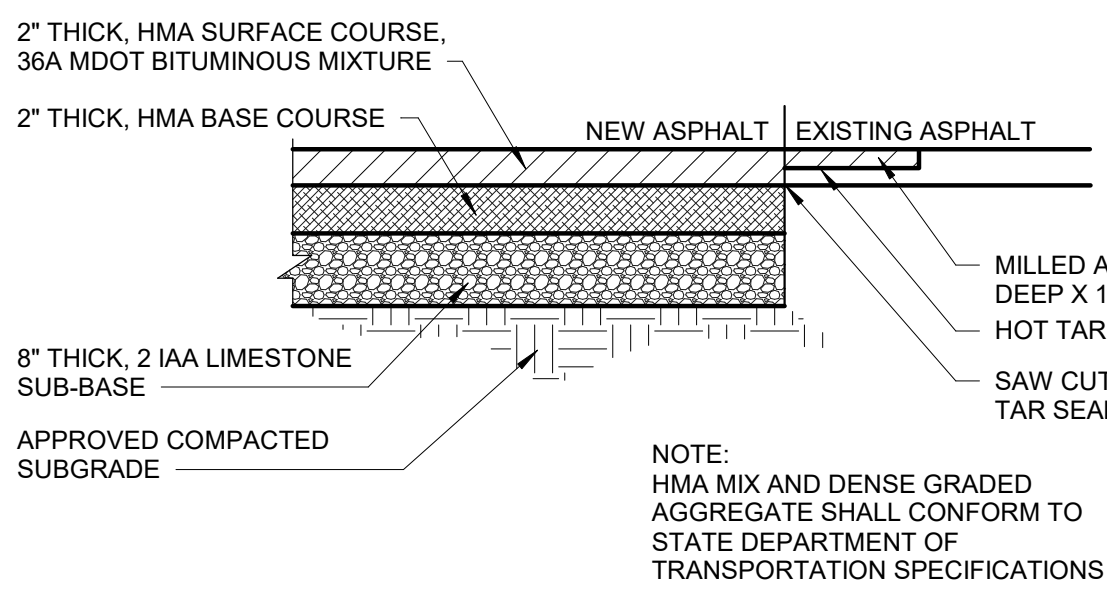 2" THICK, HMA SURFACE COURSE,
36A MDOT BITUMINOUS MIXTURE
2" THICK, HMA BASE COURSE
NEW ASPHALT
EXISTING ASPHALT
MILLED
DEEP X
HOT TAR
SAW CUT
TAR
8" THICK, 2 IAA LIMESTONE
SUB-BASE
APPROVED COMPACTED
SUBGRADE
NOTE:
HMA MIX AND DENSE GRADED
AGGREGATE SHALL CONFORM TO
STATE DEPARTMENT OF
TRANSPORTATION SPECIFICATIONS